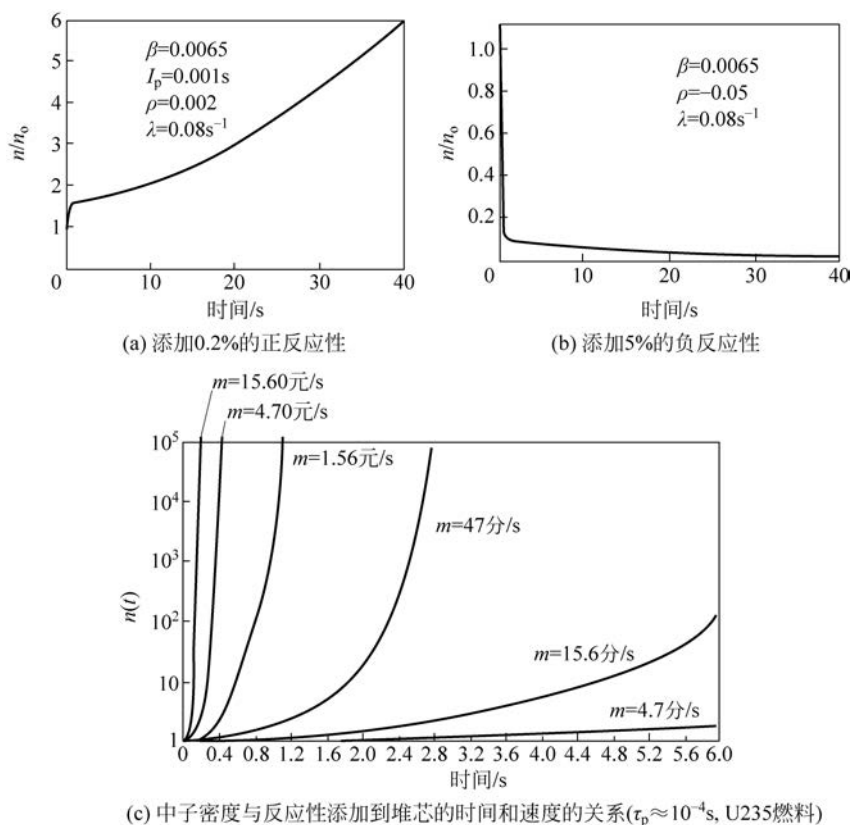 6
5
4
3
2
1
0
10
20
30
40
n/n₀
时间/s
β=0.0065
Iₚ=0.001s
ρ=0.002
λ=0.08s⁻¹
(a) 添加0.2%的正反应性
1.0
0.8
0.6
0.4
0.2
0
10
20
30
40
n/n₀
时间/s
β=0.0065
ρ=−0.05
λ=0.08s⁻¹
(b) 添加5%的负反应性
m=15.60元/s
m=4.70元/s
m=1.56元/s
m=47分/s
m=15.6分/s
m=4.7分/s
10⁵
10⁴
10³
10²
10
1
n(t)
0 0.4 0.8 1.2 1.6 2.0 2.4 2.8 3.2 3.6 4.0 4.4 4.8 5.2 5.6 6.0
时间/s
(c) 中子密度与反应性添加到堆芯的时间和速度的关系(τₚ≈10⁻⁴s, U235燃料)